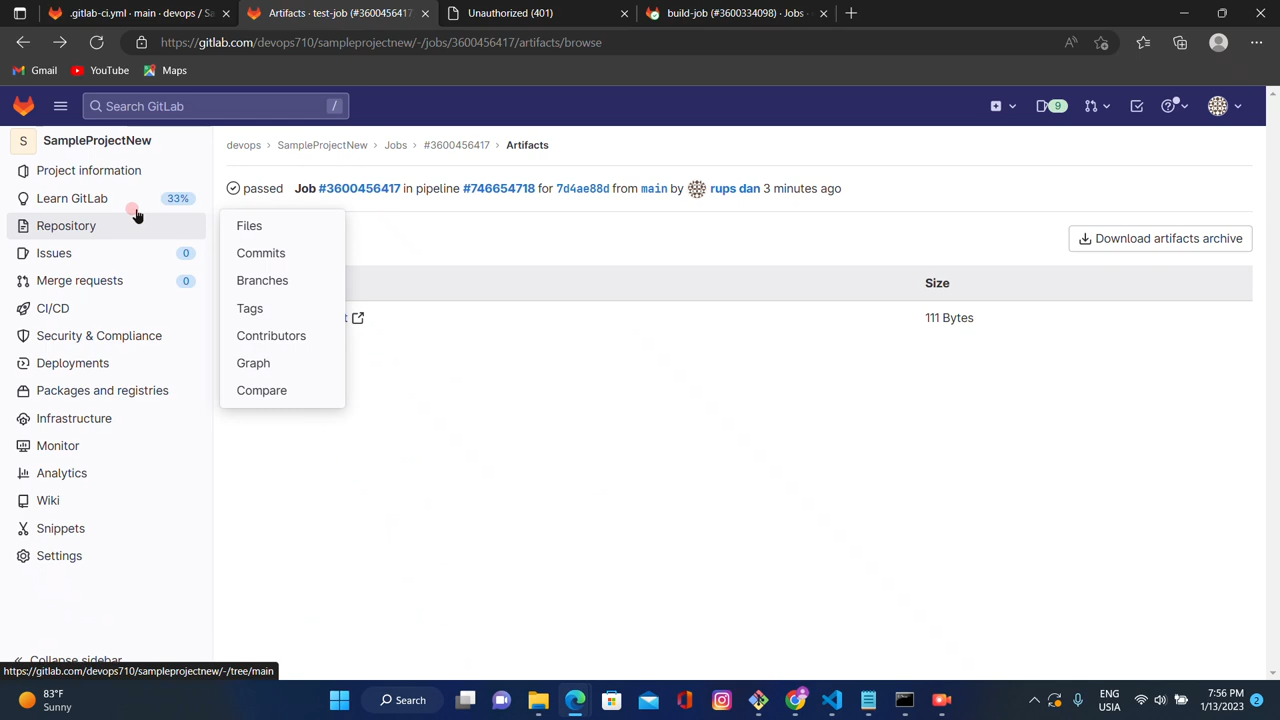 .gitlab-ci.yml · main · devops / Sa
Artifacts · test-job (#3600456417
Unauthorized (401)
build-job (#3600334098) · Jobs ·
https://gitlab.com/devops710/sampleprojectnew/-/jobs/3600456417/artifacts/browse
Gmail
YouTube
Maps
Search GitLab
/
9
S
SampleProjectNew
Project information
Learn GitLab
33%
Repository
Issues
0
Merge requests
0
CI/CD
Security & Compliance
Deployments
Packages and registries
Infrastructure
Monitor
Analytics
Wiki
Snippets
Settings
Collapse sidebar
https://gitlab.com/devops710/sampleprojectnew/-/tree/main
devops > SampleProjectNew > Jobs > #3600456417 > Artifacts
passed Job #3600456417 in pipeline #746654718 for 7d4ae88d from main by rups dan 3 minutes ago
Files
Commits
Branches
Tags
Contributors
Graph
Compare
Download artifacts archive
Size
t
111 Bytes
83°F
Sunny
Search
ENG
USIA
7:56 PM
1/13/2023
2